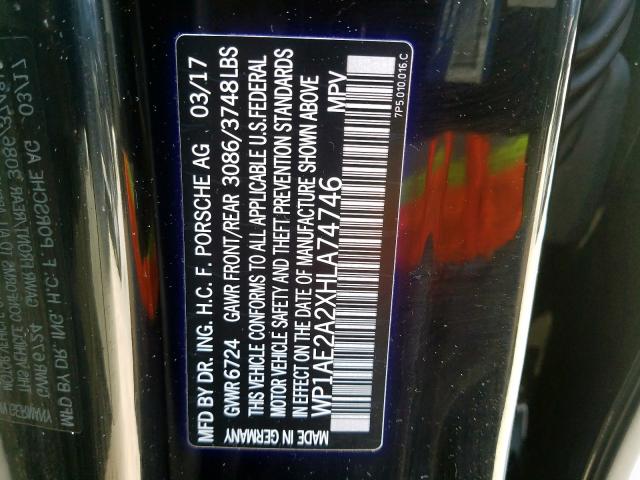 MFD BY DR. ING. H.C. F. PORSCHE AG 03/17
GVWR 6724 GAWR FRONT/REAR 3086/3748LBS
THIS VEHICLE CONFORMS TO ALL APPLICABLE U.S.FEDERAL
MOTOR VEHICLE SAFETY AND THEFT PREVENTION STANDARDS
IN EFFECT ON THE DATE OF MANUFACTURE SHOWN ABOVE
WP1AE2A2XHLA74746 MPV
MADE IN GERMANY
7P5.010.016.C